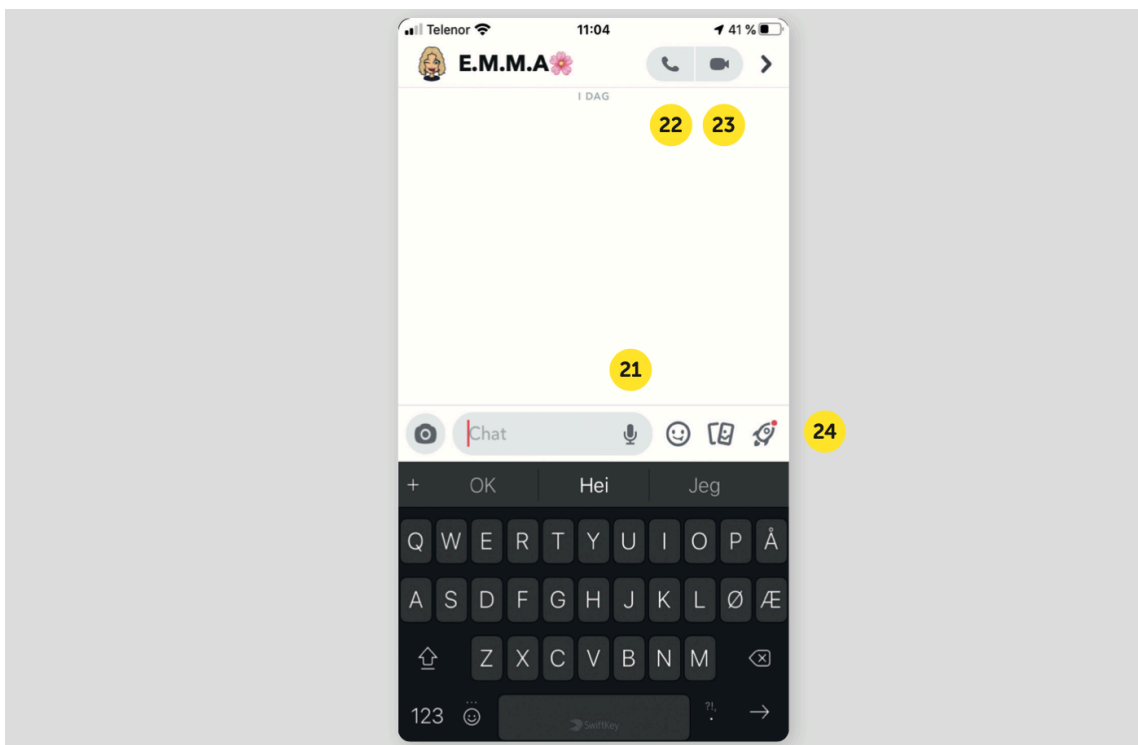 Telenor 11:04 41 %
E.M.M.A🌸
I DAG
22 23
21
Chat
24
+ OK Hei Jeg
Q W E R T Y U I O P Å
A S D F G H J K L Ø Æ
Z X C V B N M
123 SwiftKey ?!, .